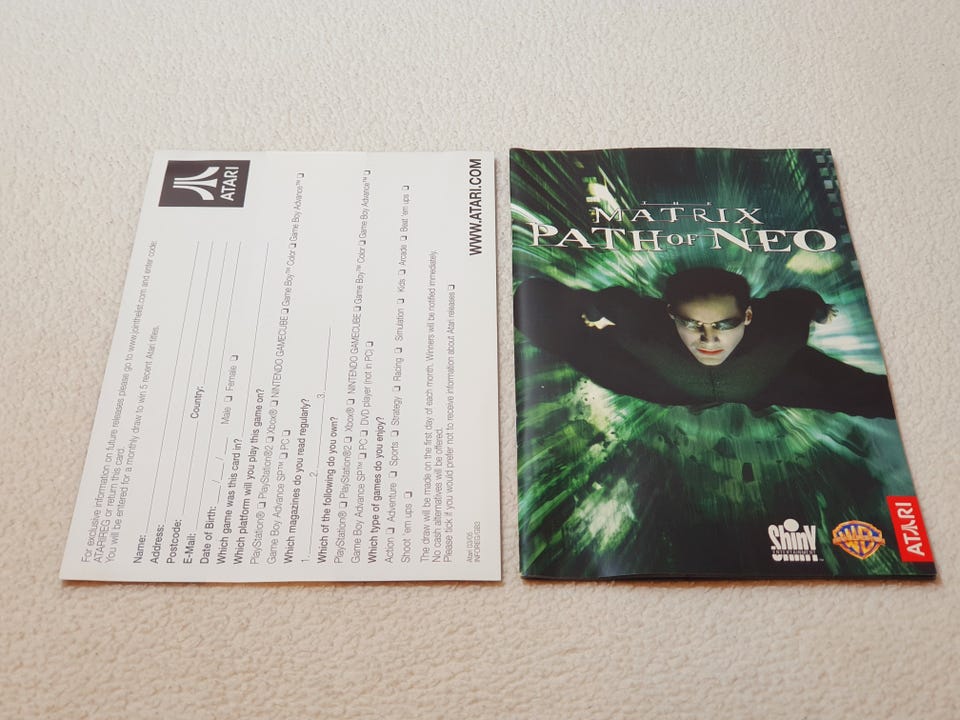 ATARI
WWW.ATARI.COM
For exclusive information on future releases please go to www.jointhelist.com and enter code:
ATARIREG or return this card.
You will be entered for a monthly draw to win 5 recent Atari titles.
Name:
Address:
Postcode: Country:
E-Mail:
Date of Birth: / / Male ❏ Female ❏
Which game was this card in?
Which platform will you play this game on?
PlayStation® ❏ PlayStation®2 ❏ Xbox® ❏ NINTENDO GAMECUBE ❏ Game Boy™ Color ❏ Game Boy Advance™ ❏
Game Boy Advance SP™ ❏ PC ❏
Which magazines do you read regularly?
1. 2. 3.
Which of the following do you own?
PlayStation® ❏ PlayStation®2 ❏ Xbox® ❏ NINTENDO GAMECUBE ❏ Game Boy™ Color ❏ Game Boy Advance™ ❏
Game Boy Advance SP™ ❏ PC ❏ DVD player (not in PC) ❏
Which type of games do you enjoy?
Action ❏ Adventure ❏ Sports ❏ Strategy ❏ Racing ❏ Simulation ❏ Kids ❏ Arcade ❏ Beat 'em ups ❏
Shoot 'em ups ❏
The draw will be made on the first day of each month. Winners will be notified immediately.
No cash alternatives will be offered.
Please tick if you would prefer not to receive information about Atari releases ❏
Atari 03/05
THE
MATRIX
PATH OF NEO
Shiny
ENTERTAINMENT
WB
ATARI